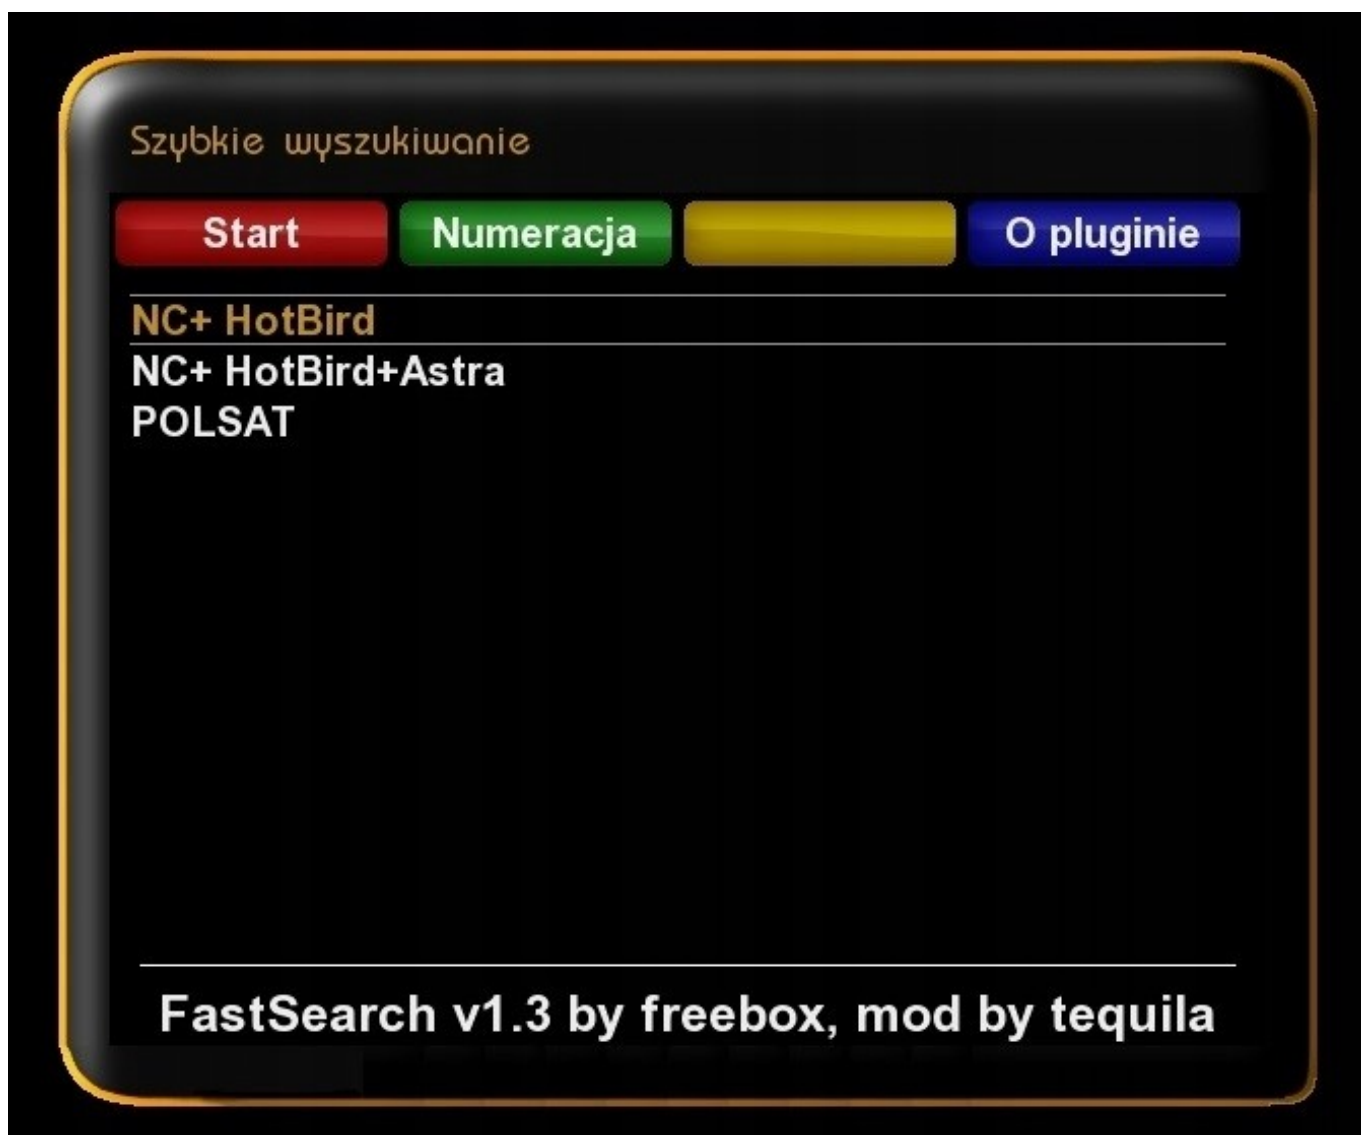 Szybkie wyszukiwanie
Start Numeracja O pluginie
NC+ HotBird
NC+ HotBird+Astra
POLSAT
FastSearch v1.3 by freebox, mod by tequila